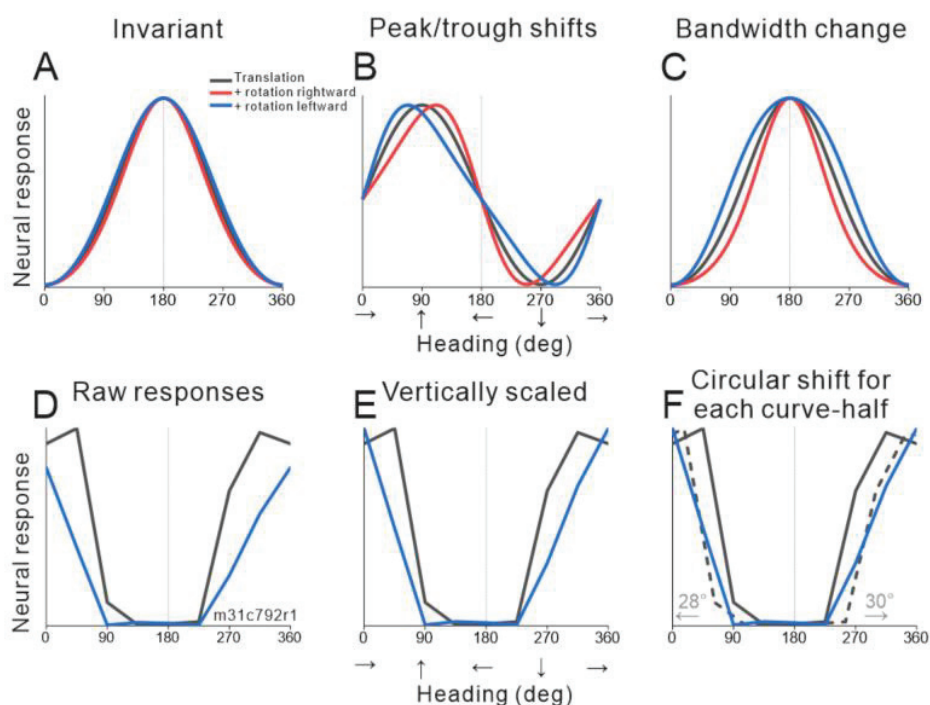 Invariant
Peak/trough shifts
Bandwidth change
A
B
C
Translation
+ rotation rightward
+ rotation leftward
Neural response
0 90 180 270 360
0 90 180 270 360
0 90 180 270 360
→ ↑ ← ↓ →
Heading (deg)
Raw responses
Vertically scaled
Circular shift for
each curve-half
D
E
F
Neural response
m31c792r1
28°
30°
← →
0 90 180 270 360
0 90 180 270 360
0 90 180 270 360
→ ↑ ← ↓ →
Heading (deg)